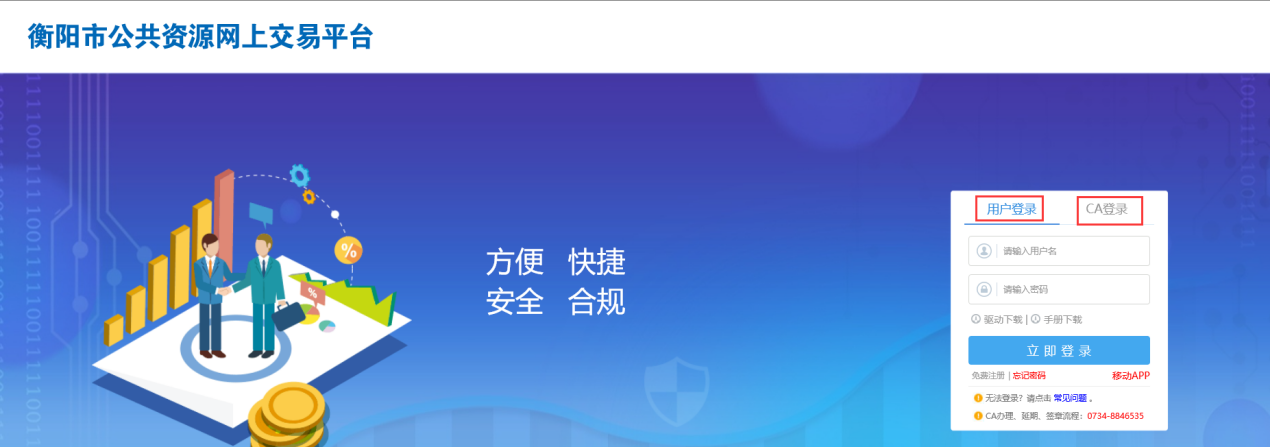 衡阳市公共资源网上交易平台
方便 快捷
安全 合规
用户登录 CA登录
请输入用户名
请输入密码
驱动下载 | 手册下载
立即登录
免费注册 | 忘记密码 移动APP
无法登录？请点击 常见问题 。
CA办理、延期、签章流程：0734-8846535
%
%